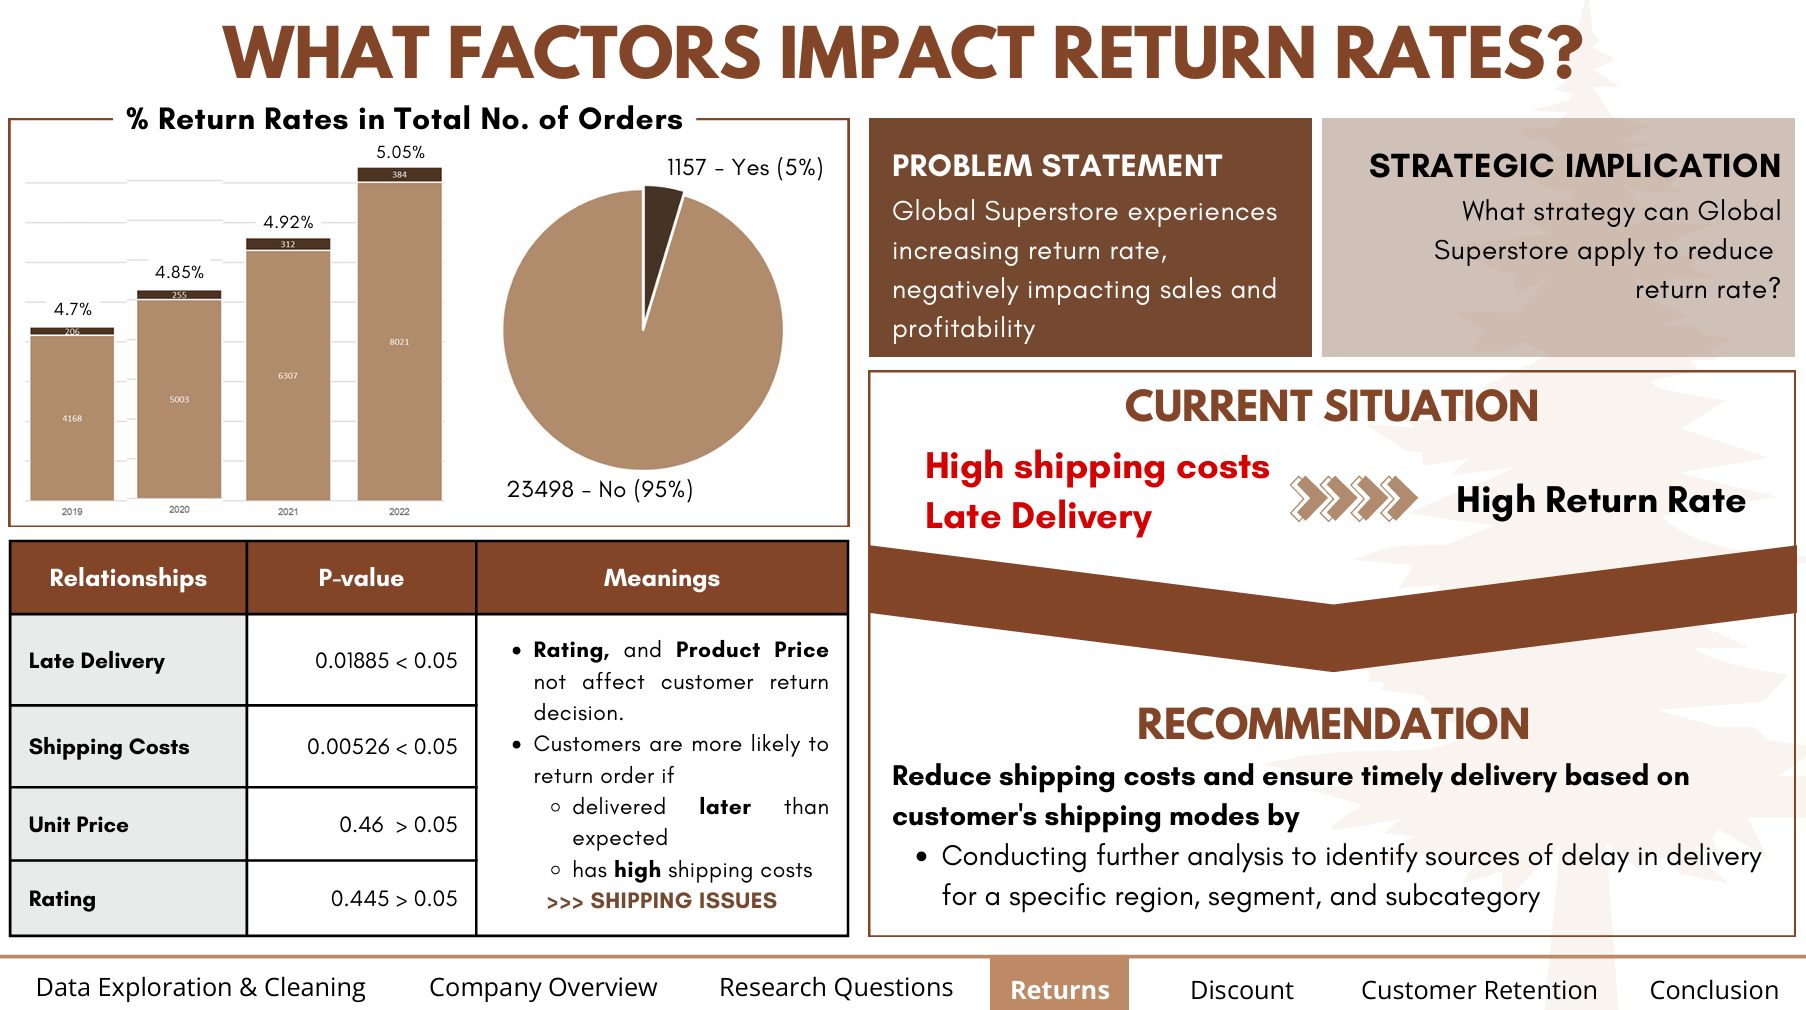 WHAT FACTORS IMPACT RETURN RATES?
% Return Rates in Total No. of Orders
4.7%
206
4168
2019
4.85%
255
5003
2020
4.92%
312
6307
2021
5.05%
384
8021
2022
1157 - Yes (5%)
23498 - No (95%)
PROBLEM STATEMENT
Global Superstore experiences
increasing return rate,
negatively impacting sales and
profitability
STRATEGIC IMPLICATION
What strategy can Global
Superstore apply to reduce
return rate?
Relationships
P-value
Meanings
Late Delivery
0.01885 < 0.05
Shipping Costs
0.00526 < 0.05
Unit Price
0.46 > 0.05
Rating
0.445 > 0.05
• Rating, and Product Price
not affect customer return
decision.
• Customers are more likely to
return order if
○ delivered later than
expected
○ has high shipping costs
>>> SHIPPING ISSUES
CURRENT SITUATION
High shipping costs
Late Delivery
High Return Rate
RECOMMENDATION
Reduce shipping costs and ensure timely delivery based on
customer's shipping modes by
• Conducting further analysis to identify sources of delay in delivery
for a specific region, segment, and subcategory
Data Exploration & Cleaning
Company Overview
Research Questions
Returns
Discount
Customer Retention
Conclusion